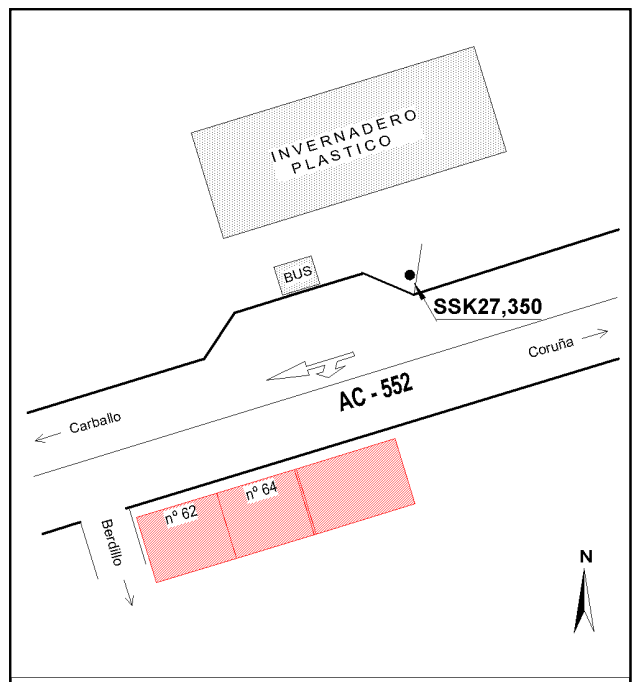 INVERNADERO
PLASTICO
BUS
SSK27,350
Coruña
AC - 552
Carballo
nº 64
nº 62
Berdillo
N